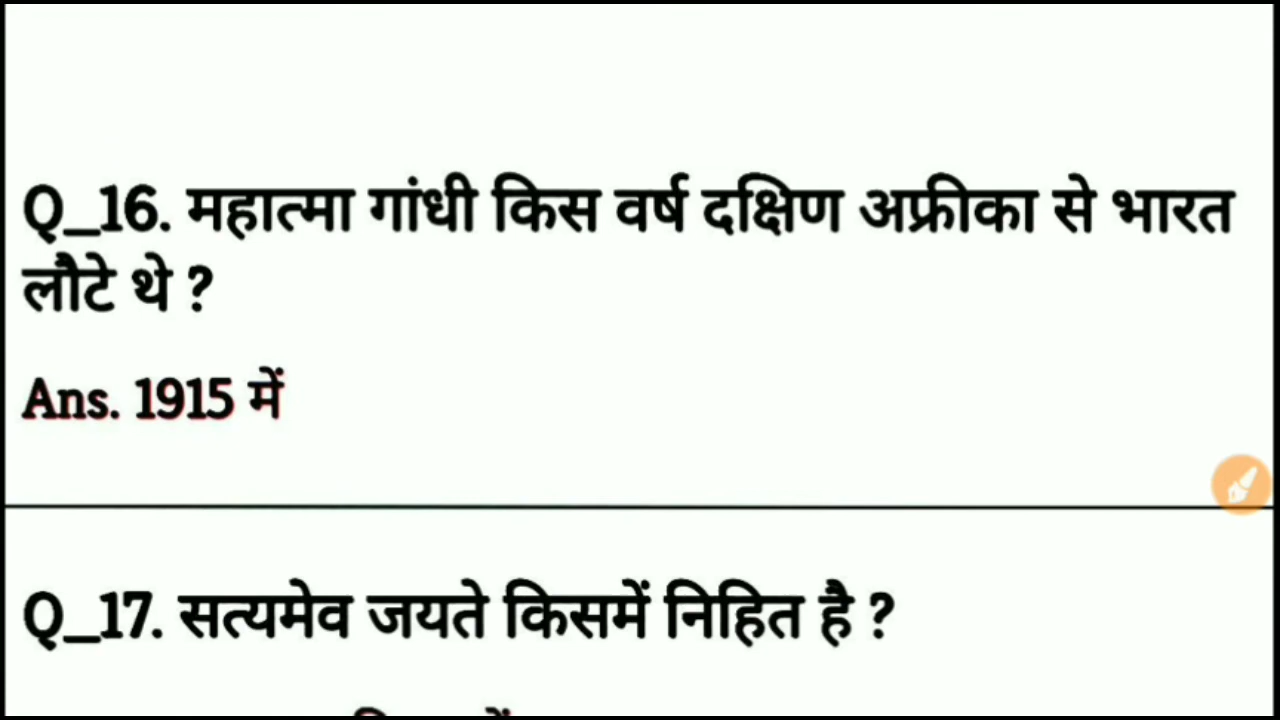 Q_16. महात्मा गांधी किस वर्ष दक्षिण अफ्रीका से भारत
लौटे थे ?
Ans. 1915 में
Q_17. सत्यमेव जयते किसमें निहित है ?